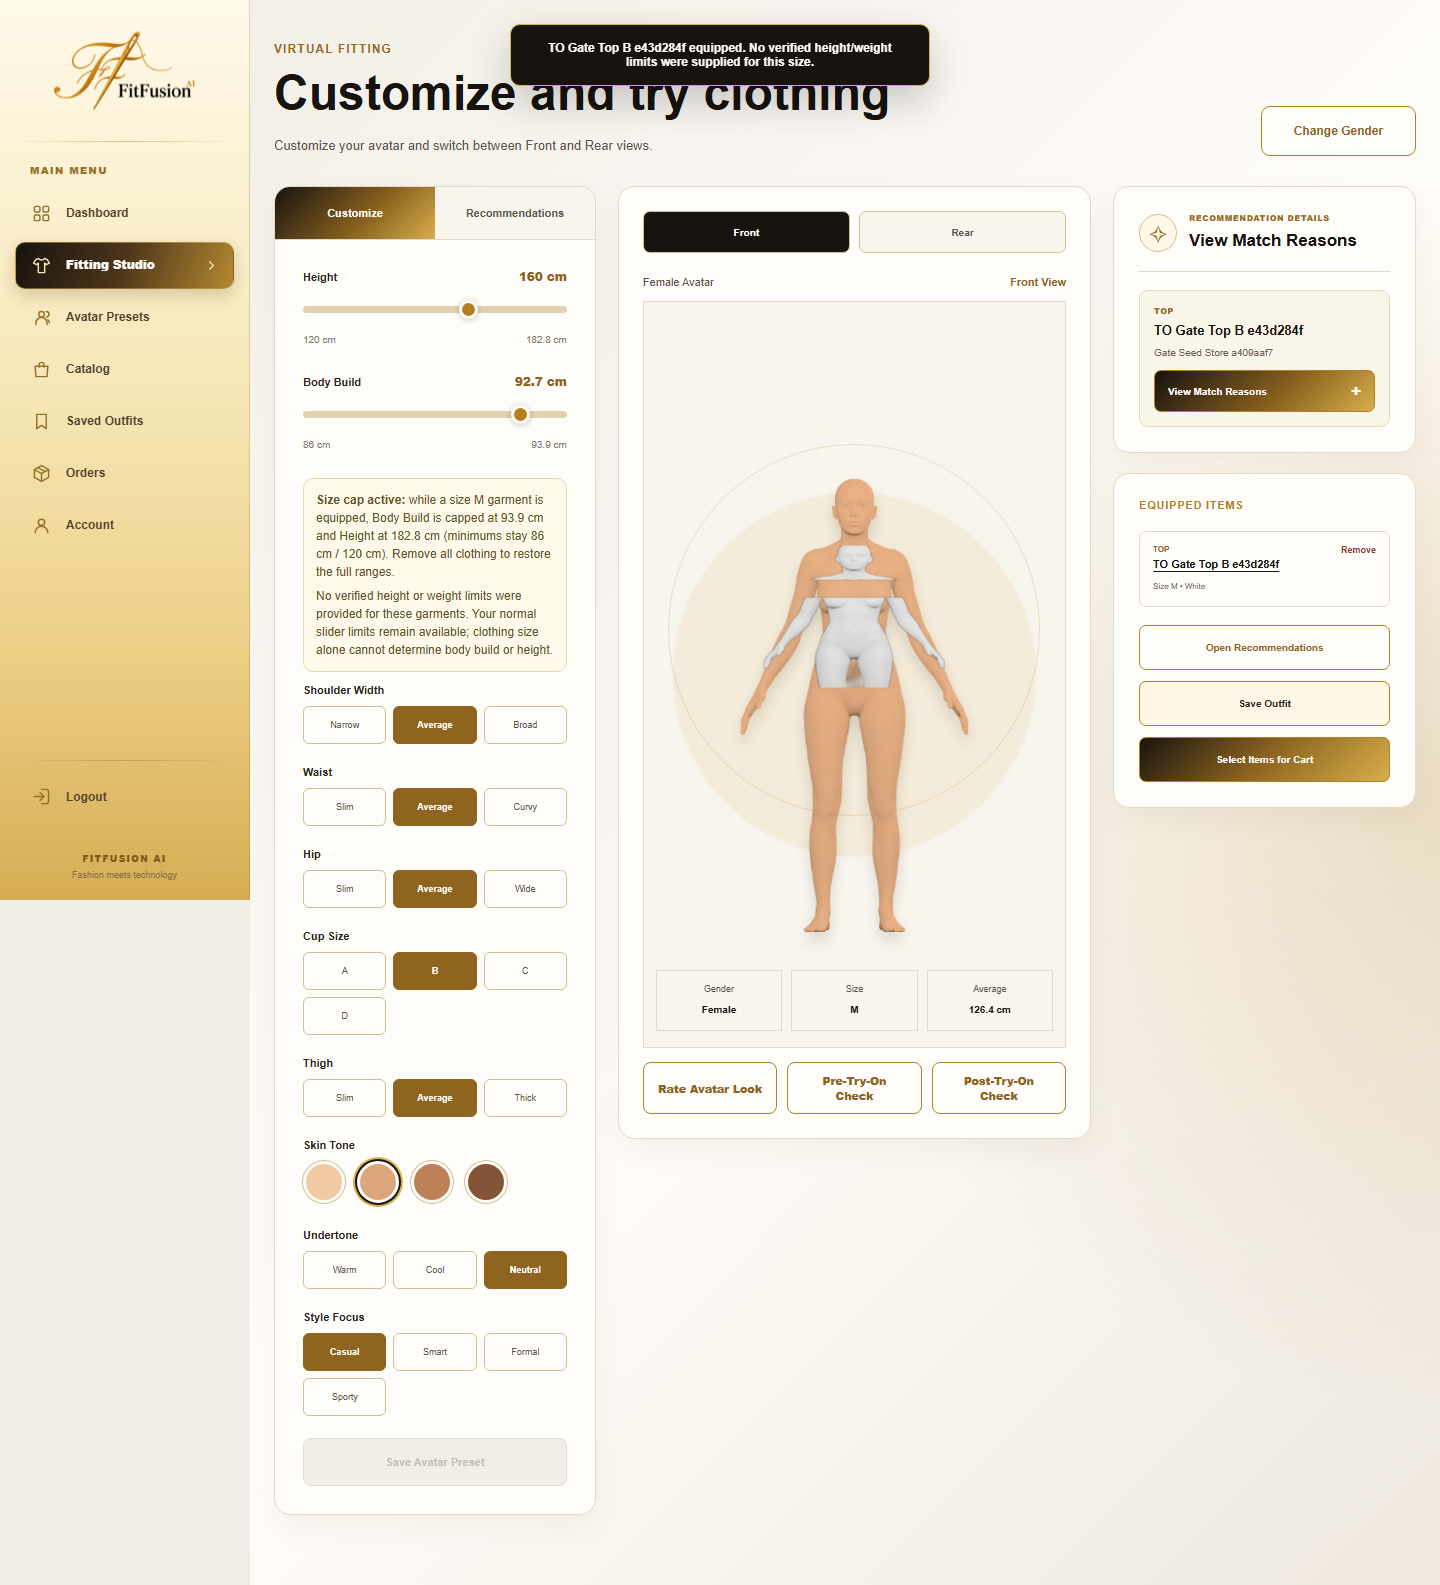 FitFusion AI
MAIN MENU
Dashboard
Fitting Studio
Avatar Presets
Catalog
Saved Outfits
Orders
Account
Logout
FITFUSION AI
Fashion meets technology
VIRTUAL FITTING
TO Gate Top B e43d284f equipped. No verified height/weight
limits were supplied for this size.
Customize and try clothing
Customize your avatar and switch between Front and Rear views.
Change Gender
Customize
Recommendations
Height
160 cm
120 cm
182.8 cm
Body Build
92.7 cm
86 cm
93.9 cm
Size cap active: while a size M garment is
equipped, Body Build is capped at 93.9 cm
and Height at 182.8 cm (minimums stay 86
cm / 120 cm). Remove all clothing to restore
the full ranges.
No verified height or weight limits were
provided for these garments. Your normal
slider limits remain available; clothing size
alone cannot determine body build or height.
Shoulder Width
Narrow
Average
Broad
Waist
Slim
Average
Curvy
Hip
Slim
Average
Wide
Cup Size
A
B
C
D
Thigh
Slim
Average
Thick
Skin Tone
Undertone
Warm
Cool
Neutral
Style Focus
Casual
Smart
Formal
Sporty
Save Avatar Preset
Front
Rear
Female Avatar
Front View
Gender
Female
Size
M
Average
126.4 cm
Rate Avatar Look
Pre-Try-On
Check
Post-Try-On
Check
RECOMMENDATION DETAILS
View Match Reasons
TOP
TO Gate Top B e43d284f
Gate Seed Store a409aaf7
View Match Reasons
EQUIPPED ITEMS
TOP
Remove
TO Gate Top B e43d284f
Size M • White
Open Recommendations
Save Outfit
Select Items for Cart